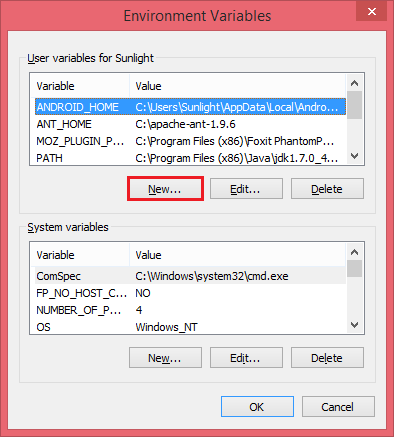 Environment Variables
User variables for Sunlight
Variable Value
ANDROID_HOME C:\Users\Sunlight\AppData\Local\Andro...
ANT_HOME C:\apache-ant-1.9.6
MOZ_PLUGIN_P... C:\Program Files (x86)\Foxit PhantomP...
PATH C:\Program Files (x86)\Java\jdk1.7.0_4...
New... Edit... Delete
System variables
Variable Value
ComSpec C:\Windows\system32\cmd.exe
FP_NO_HOST_C... NO
NUMBER_OF_P... 4
OS Windows_NT
New... Edit... Delete
OK Cancel